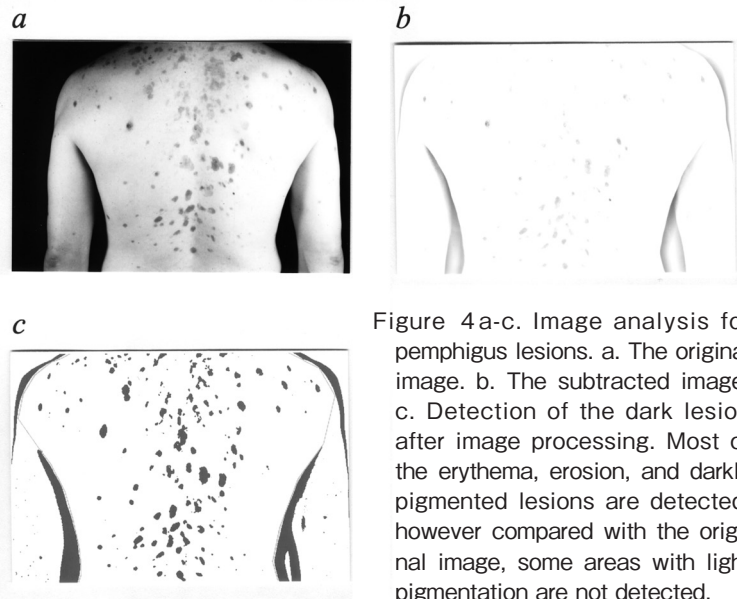 a
b
c
Figure 4a-c. Image analysis fo
pemphigus lesions. a. The origina
image. b. The subtracted image
c. Detection of the dark lesio
after image processing. Most o
the erythema, erosion, and darkl
pigmented lesions are detected
however compared with the orig
nal image, some areas with ligh
pigmentation are not detected.